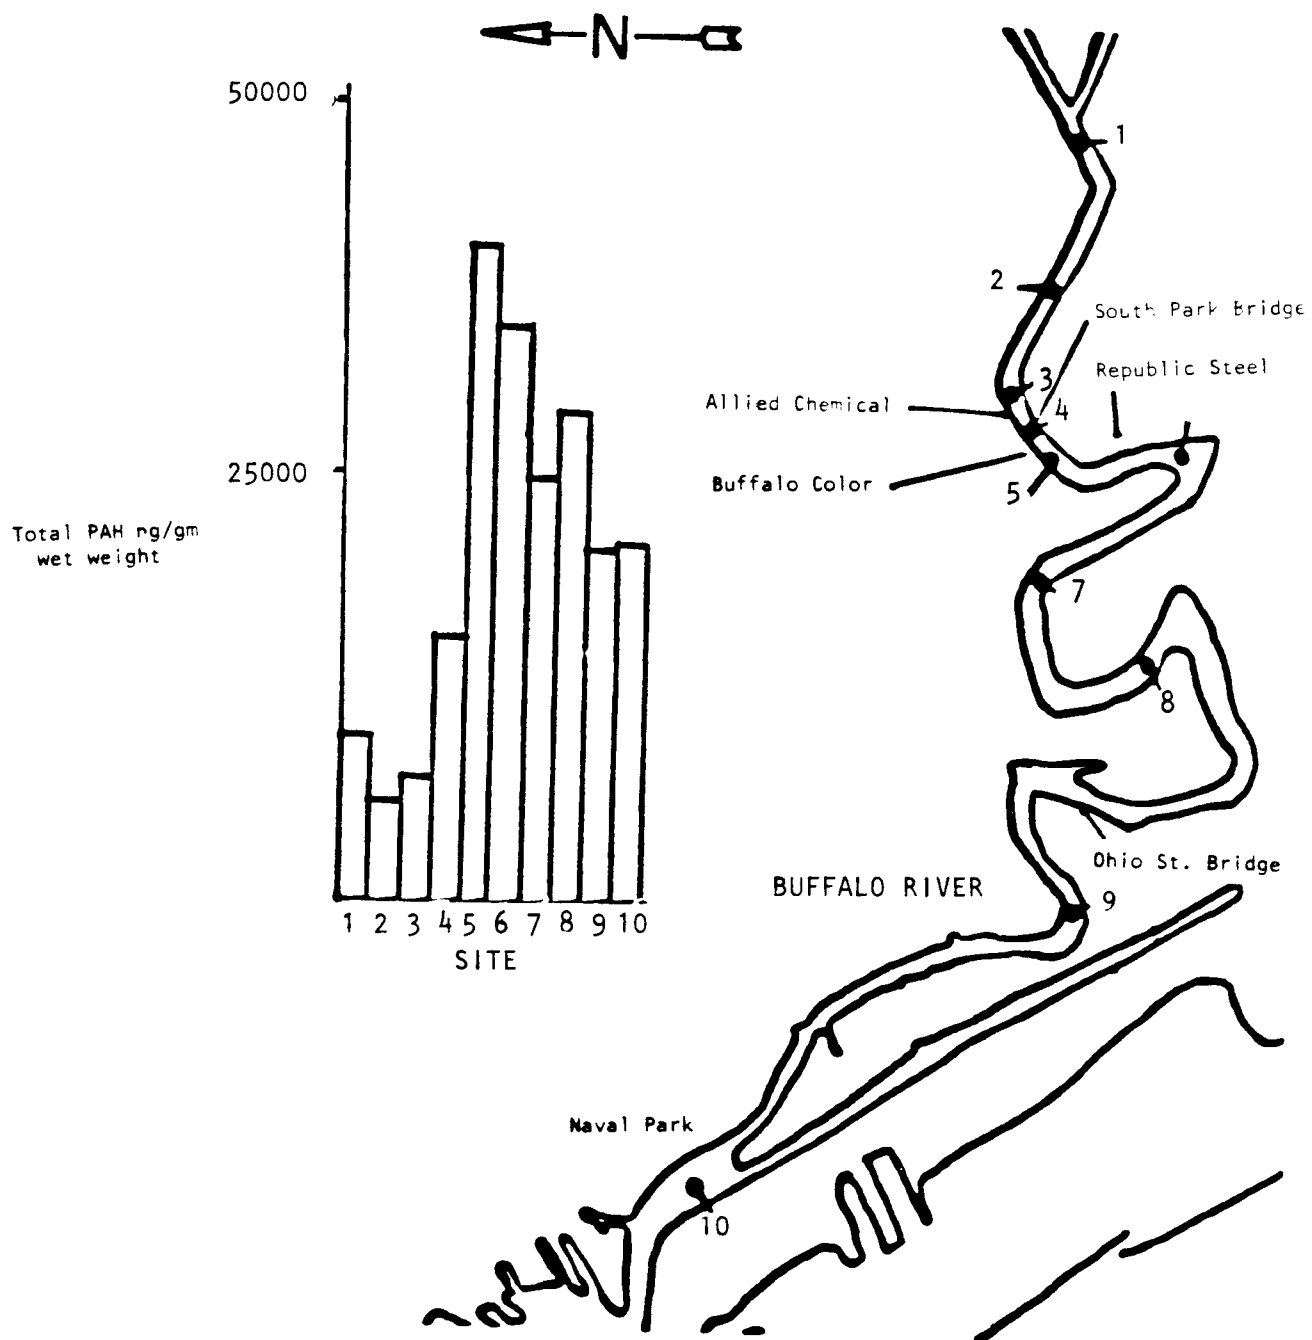 N
50000
25000
Total PAH ng/gm
wet weight
1 2 3 4 5 6 7 8 9 10
SITE
1
2
South Park Bridge
3
Republic Steel
Allied Chemical
4
Buffalo Color
5
7
8
Ohio St. Bridge
BUFFALO RIVER
9
Naval Park
10